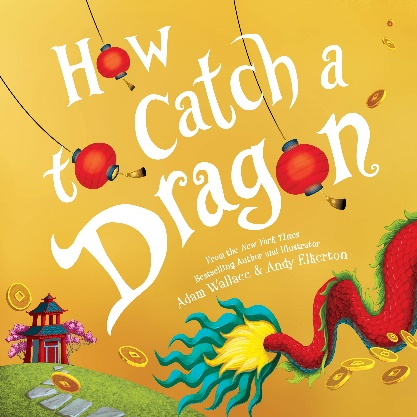 How
to Catch a
Dragon
From the New York Times
Bestselling Author and Illustrator
Adam Wallace & Andy Elkerton